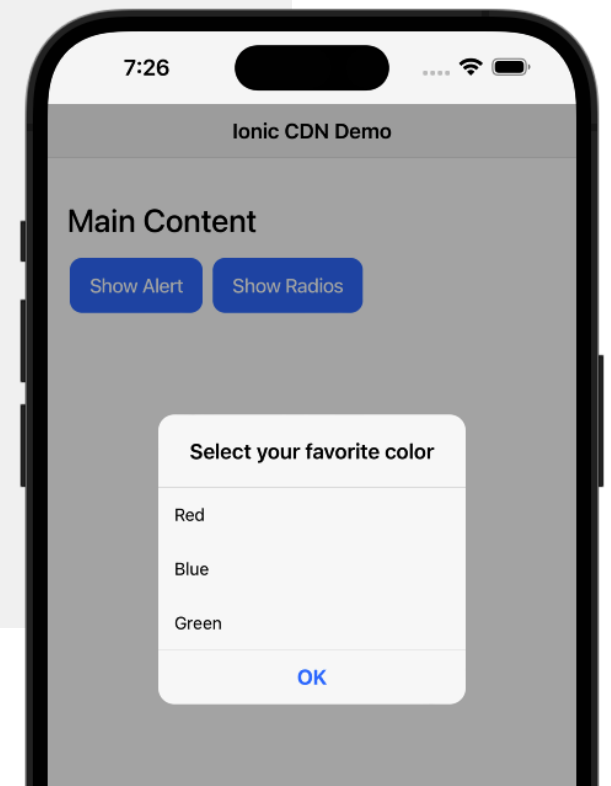 7:26
Ionic CDN Demo
Main Content
Show Alert Show Radios
Select your favorite color
Red
Blue
Green
OK